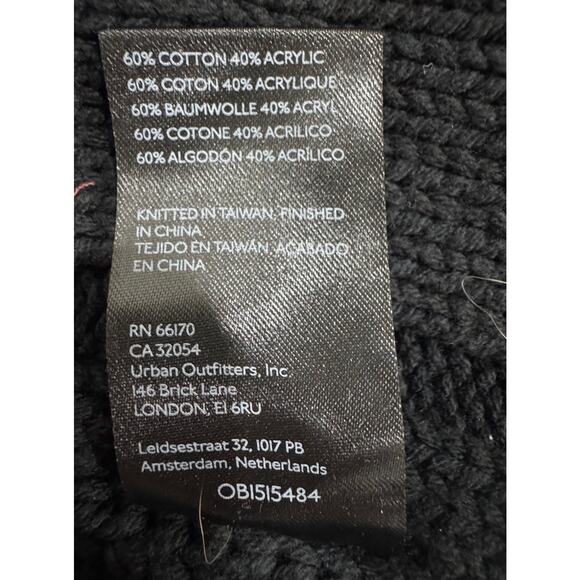 60% COTTON 40% ACRYLIC
60% COTON 40% ACRYLIQUE
60% BAUMWOLLE 40% ACRYL
60% COTONE 40% ACRILICO
60% ALGODÓN 40% ACRÍLICO
KNITTED IN TAIWAN, FINISHED
IN CHINA
TEJIDO EN TAIWÁN, ACABADO
EN CHINA
RN 66170
CA 32054
Urban Outfitters, Inc.
146 Brick Lane
LONDON, E1 6RU
Leidsestraat 32, 1017 PB
Amsterdam, Netherlands
OB1515484